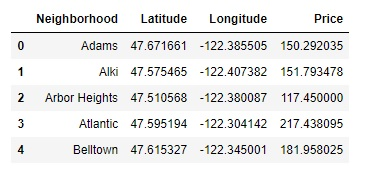 Neighborhood Latitude Longitude Price
0 Adams 47.671661 -122.385505 150.292035
1 Alki 47.575465 -122.407382 151.793478
2 Arbor Heights 47.510568 -122.380087 117.450000
3 Atlantic 47.595194 -122.304142 217.438095
4 Belltown 47.615327 -122.345001 181.958025